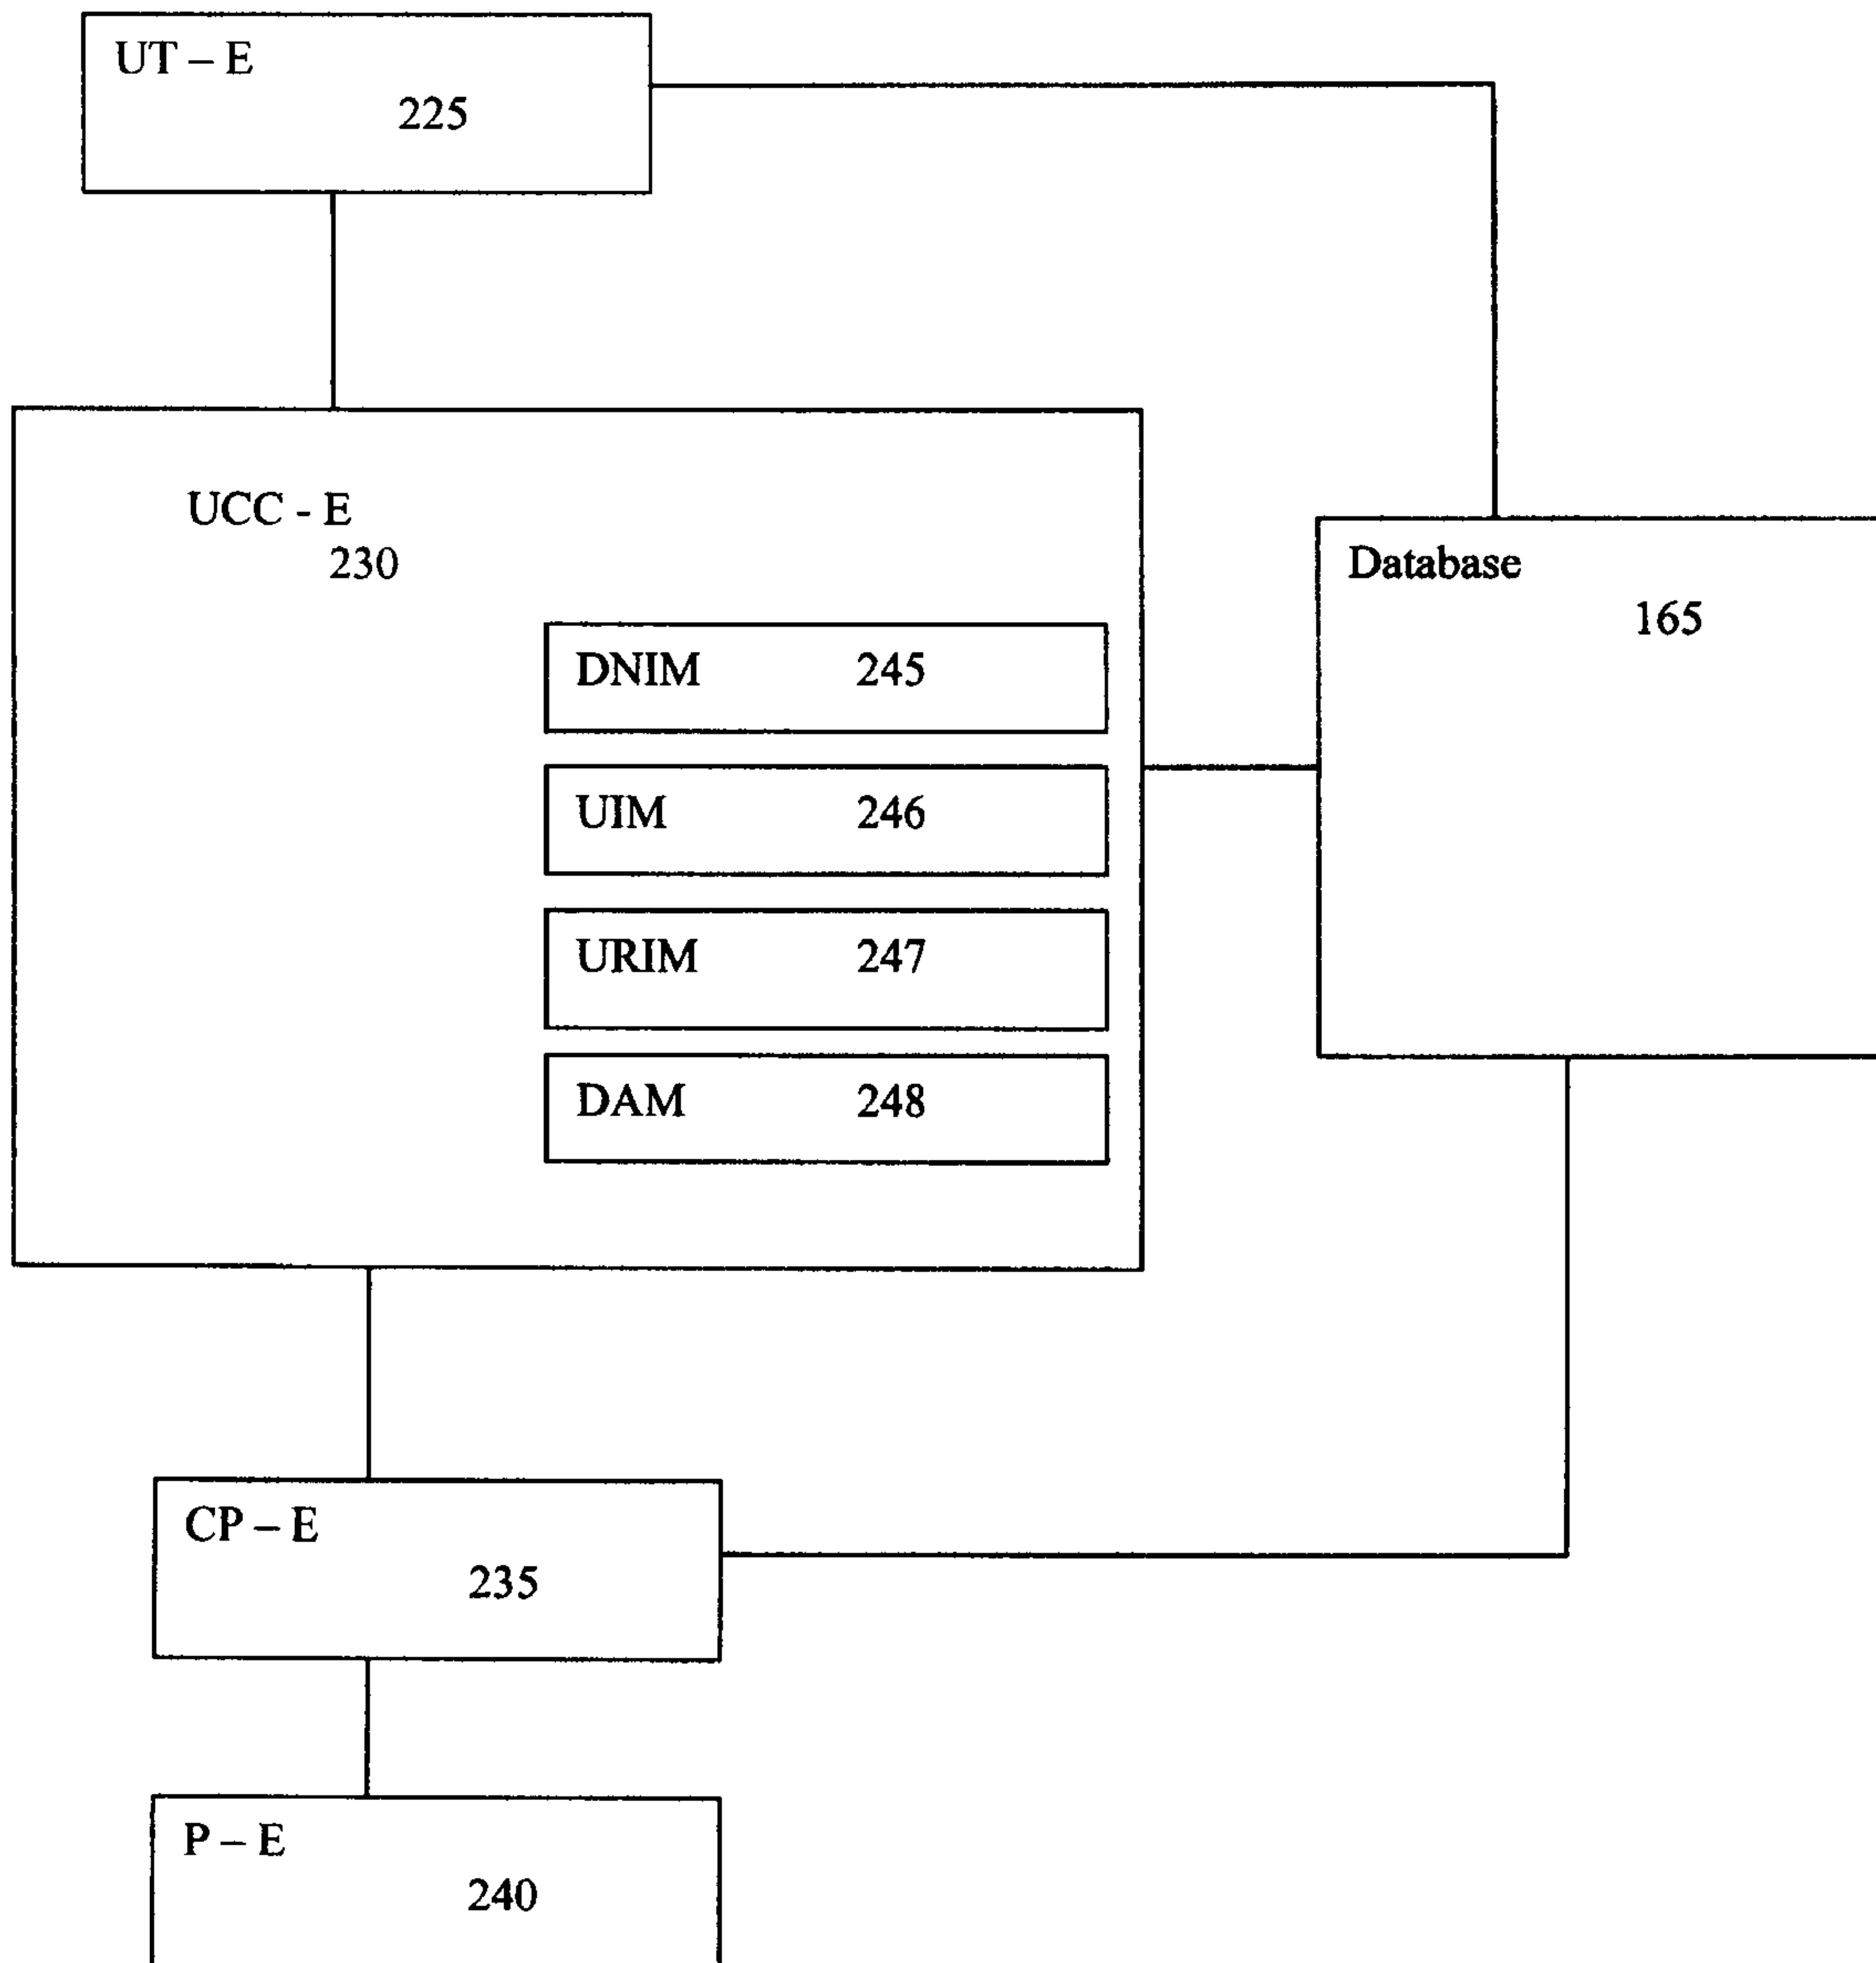 UT – E
225
UCC - E
230
Database
165
DNIM 245
UIM 246
URIM 247
DAM 248
CP – E
235
P – E
240